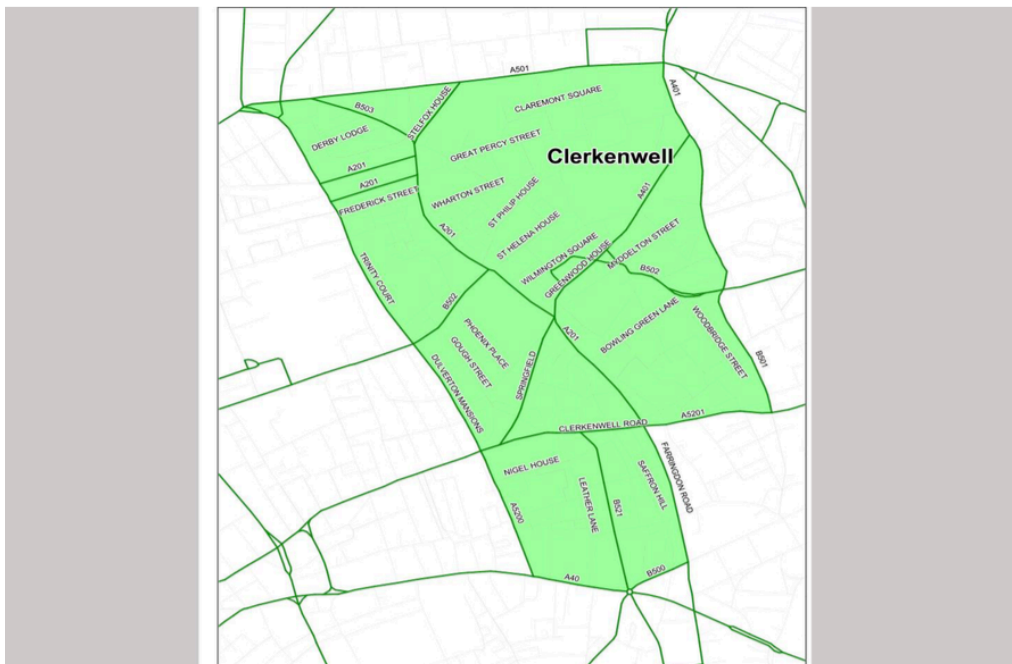 A501
A401
B503
STELFOX HOUSE
CLAREMONT SQUARE
DERBY LODGE
GREAT PERCY STREET
Clerkenwell
A201
A201
FREDERICK STREET
WHARTON STREET
ST PHILIP HOUSE
A401
A201
ST HELENA HOUSE
WILMINGTON SQUARE
GREENWOOD HOUSE
MYDDELTON STREET
TRINITY COURT
B502
B502
PHOENIX PLACE
GOUGH STREET
A201
BOWLING GREEN LANE
WOODBRIDGE STREET
B501
DULVERTON MANSIONS
SPRINGFIELD
CLERKENWELL ROAD
A5201
NIGEL HOUSE
LEATHER LANE
B521
SAFFRON HILL
FARRINGDON ROAD
A5200
A40
B500